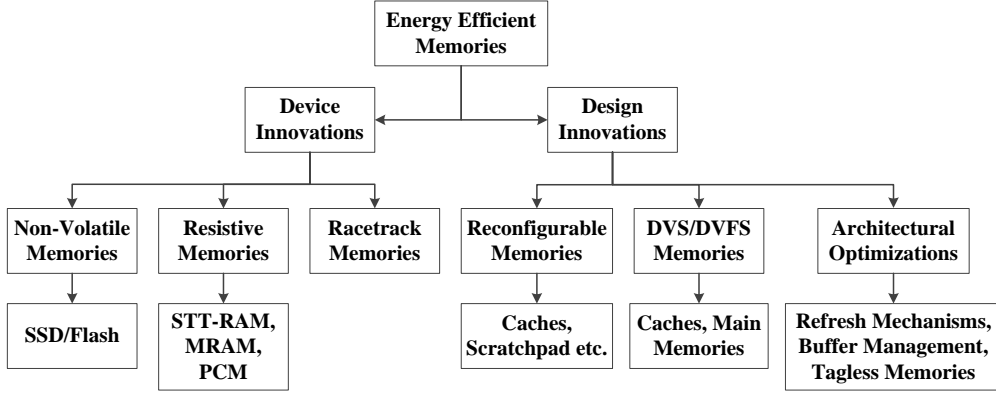 Energy Efficient
Memories
Device
Innovations
Design
Innovations
Non-Volatile
Memories
Resistive
Memories
Racetrack
Memories
Reconfigurable
Memories
DVS/DVFS
Memories
Architectural
Optimizations
SSD/Flash
STT-RAM,
MRAM,
PCM
Caches,
Scratchpad etc.
Caches, Main
Memories
Refresh Mechanisms,
Buffer Management,
Tagless Memories